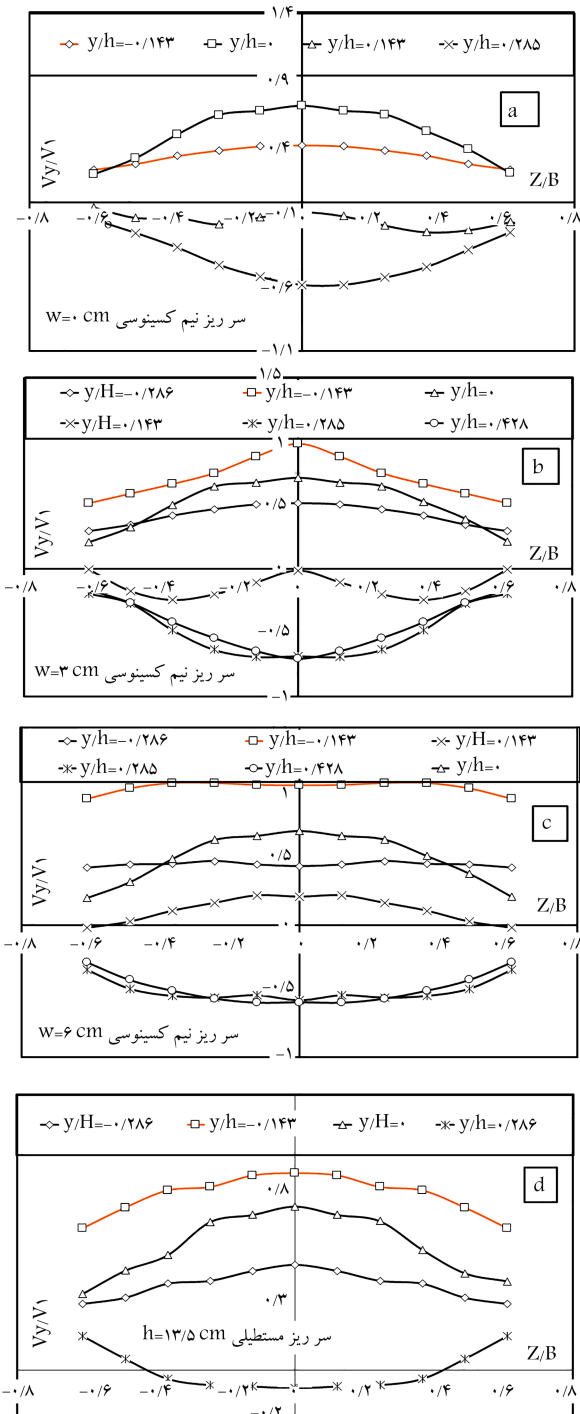 ۱/۴
y/h=-۰/۱۴۳ y/h=۰ y/h=۰/۱۴۳ y/h=۰/۲۸۵
۰/۹
a
Vy/V۱
۰/۴
Z/B
-۰/۸ -۰/۶ -۰/۴ -۰/۲ -۰/۱ ۰/۲ ۰/۴ ۰/۶ ۰/۸
-۰/۶
سر ریز نیم کسینوسی w=۰ cm
-۱/۱
۱/۵
y/H=-۰/۲۸۶ y/h=-۰/۱۴۳ y/h=۰
y/H=۰/۱۴۳ y/h=۰/۲۸۵ y/h=۰/۴۲۸
۱
b
Vy/V۱
۰/۵
Z/B
۰
-۰/۸ -۰/۶ -۰/۴ -۰/۲ ۰ ۰/۲ ۰/۴ ۰/۶ ۰/۸
-۰/۵
سر ریز نیم کسینوسی w=۳ cm
-۱
y/h=-۰/۲۸۶ y/h=-۰/۱۴۳ y/H=۰/۱۴۳
y/h=۰/۲۸۵ y/h=۰/۴۲۸ y/h=۰
۱
c
Vy/V۱
۰/۵
Z/B
۰
-۰/۸ -۰/۶ -۰/۴ -۰/۲ ۰ ۰/۲ ۰/۴ ۰/۶ ۰/۸
-۰/۵
سر ریز نیم کسینوسی w=۶ cm
-۱
y/H=-۰/۲۸۶ y/h=-۰/۱۴۳ y/H=۰ y/h=۰/۲۸۶
d
۰/۸
Vy/V۱
۰/۳
سر ریز مستطیلی h=۱۳/۵ cm
Z/B
-۰/۸ -۰/۶ -۰/۴ -۰/۲ ۰ ۰/۲ ۰/۴ ۰/۶ ۰/۸
-۰/۲